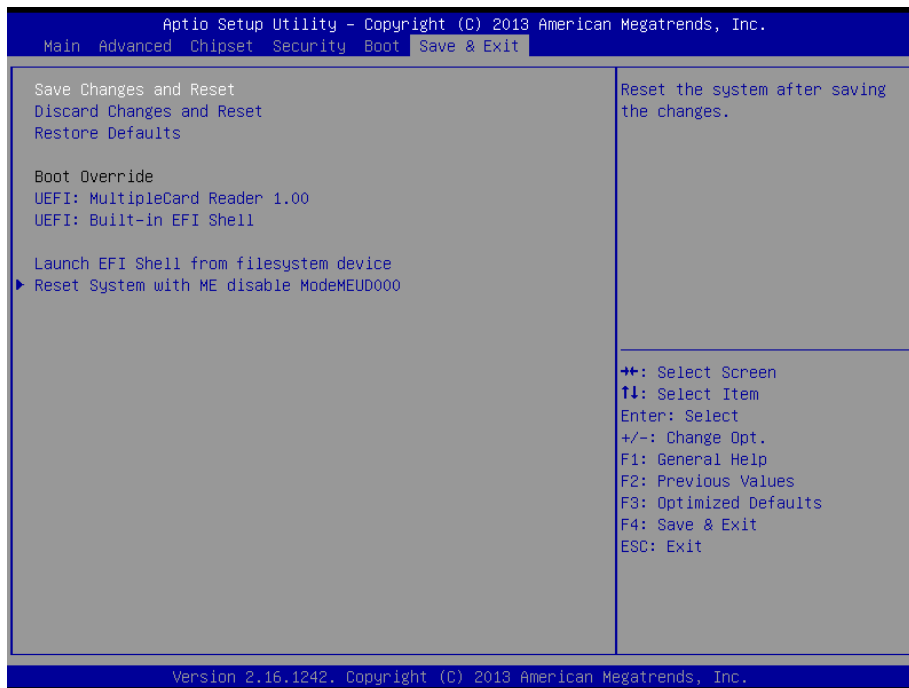 Aptio Setup Utility – Copyright (C) 2013 American Megatrends, Inc.
Main Advanced Chipset Security Boot Save & Exit
Save Changes and Reset
Discard Changes and Reset
Restore Defaults
Boot Override
UEFI: MultipleCard Reader 1.00
UEFI: Built-in EFI Shell
Launch EFI Shell from filesystem device
▶ Reset System with ME disable ModeMEUD000
Reset the system after saving
the changes.
→←: Select Screen
↑↓: Select Item
Enter: Select
+/-: Change Opt.
F1: General Help
F2: Previous Values
F3: Optimized Defaults
F4: Save & Exit
ESC: Exit
Version 2.16.1242. Copyright (C) 2013 American Megatrends, Inc.